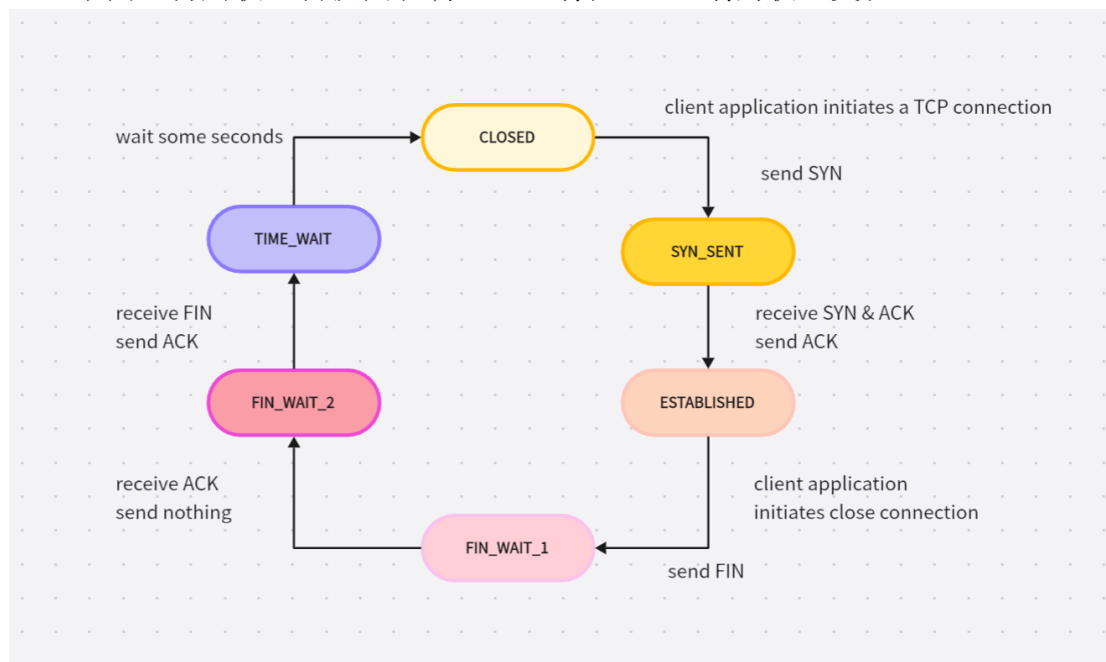 CLOSED
client application initiates a TCP connection
wait some seconds
send SYN
TIME_WAIT
SYN_SENT
receive FIN
send ACK
receive SYN & ACK
send ACK
FIN_WAIT_2
ESTABLISHED
receive ACK
send nothing
client application
initiates close connection
FIN_WAIT_1
send FIN